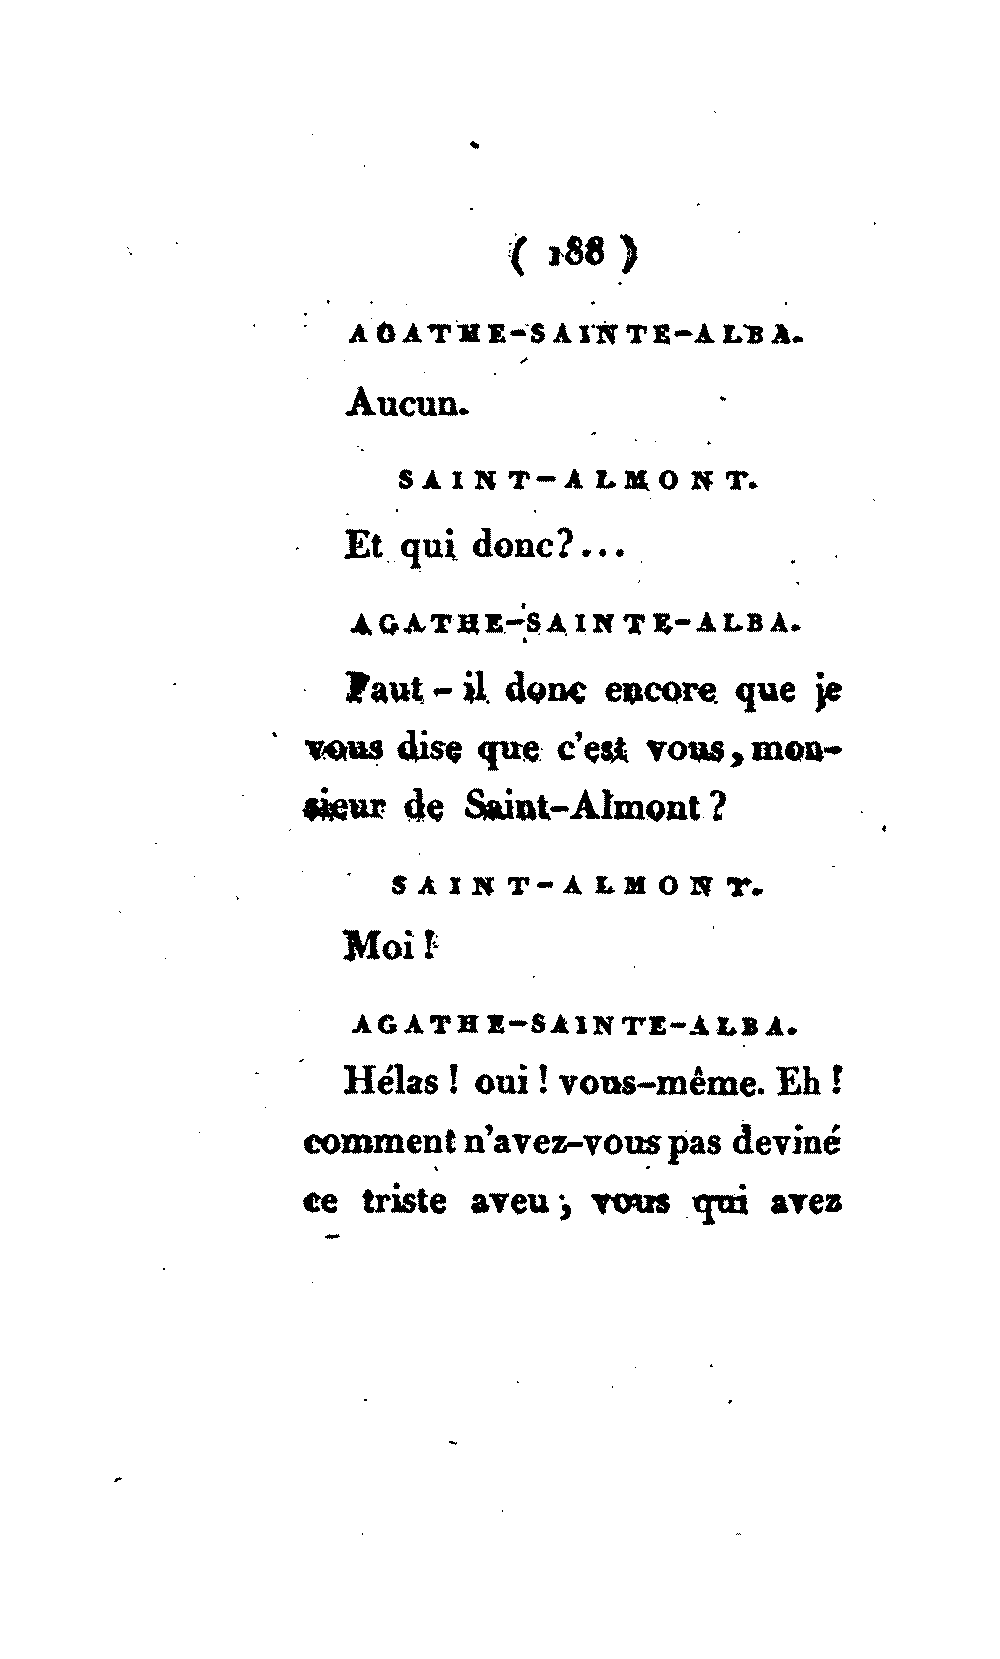 ( 188 )
AGATHE-SAINTE-ALBA.
Aucun.
SAINT-ALMONT.
Et qui donc?...
AGATHE-SAINTE-ALBA.
Faut-il donc encore que je
vous dise que c'est vous, mon-
sieur de Saint-Almont?
SAINT-ALMONT.
Moi!
AGATHE-SAINTE-ALBA.
Hélas! oui! vous-même. Eh!
comment n'avez-vous pas deviné
ce triste aveu; vous qui avez